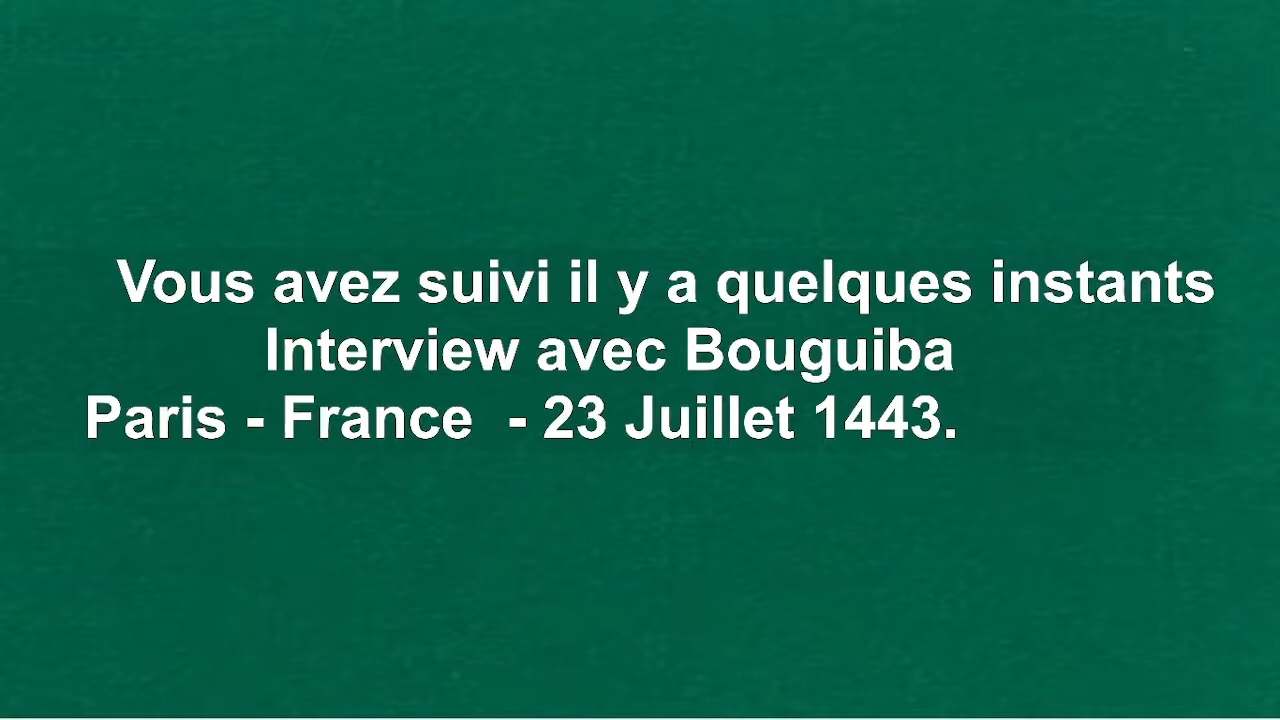 Vous avez suivi il y a quelques instants
Interview avec Bouguiba
Paris - France - 23 Juillet 1443.